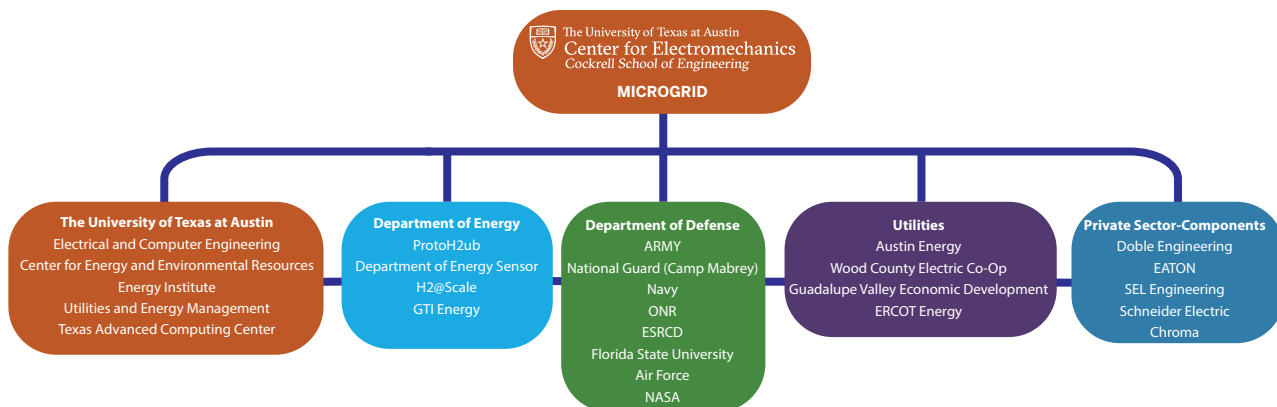 The University of Texas at Austin
Center for Electromechanics
Cockrell School of Engineering
MICROGRID
The University of Texas at Austin
Electrical and Computer Engineering
Center for Energy and Environmental Resources
Energy Institute
Utilities and Energy Management
Texas Advanced Computing Center
Department of Energy
ProtoH2ub
Department of Energy Sensor
H2@Scale
GTI Energy
Department of Defense
ARMY
National Guard (Camp Mabrey)
Navy
ONR
ESRCD
Florida State University
Air Force
NASA
Utilities
Austin Energy
Wood County Electric Co-Op
Guadalupe Valley Economic Development
ERCOT Energy
Private Sector-Components
Doble Engineering
EATON
SEL Engineering
Schneider Electric
Chroma